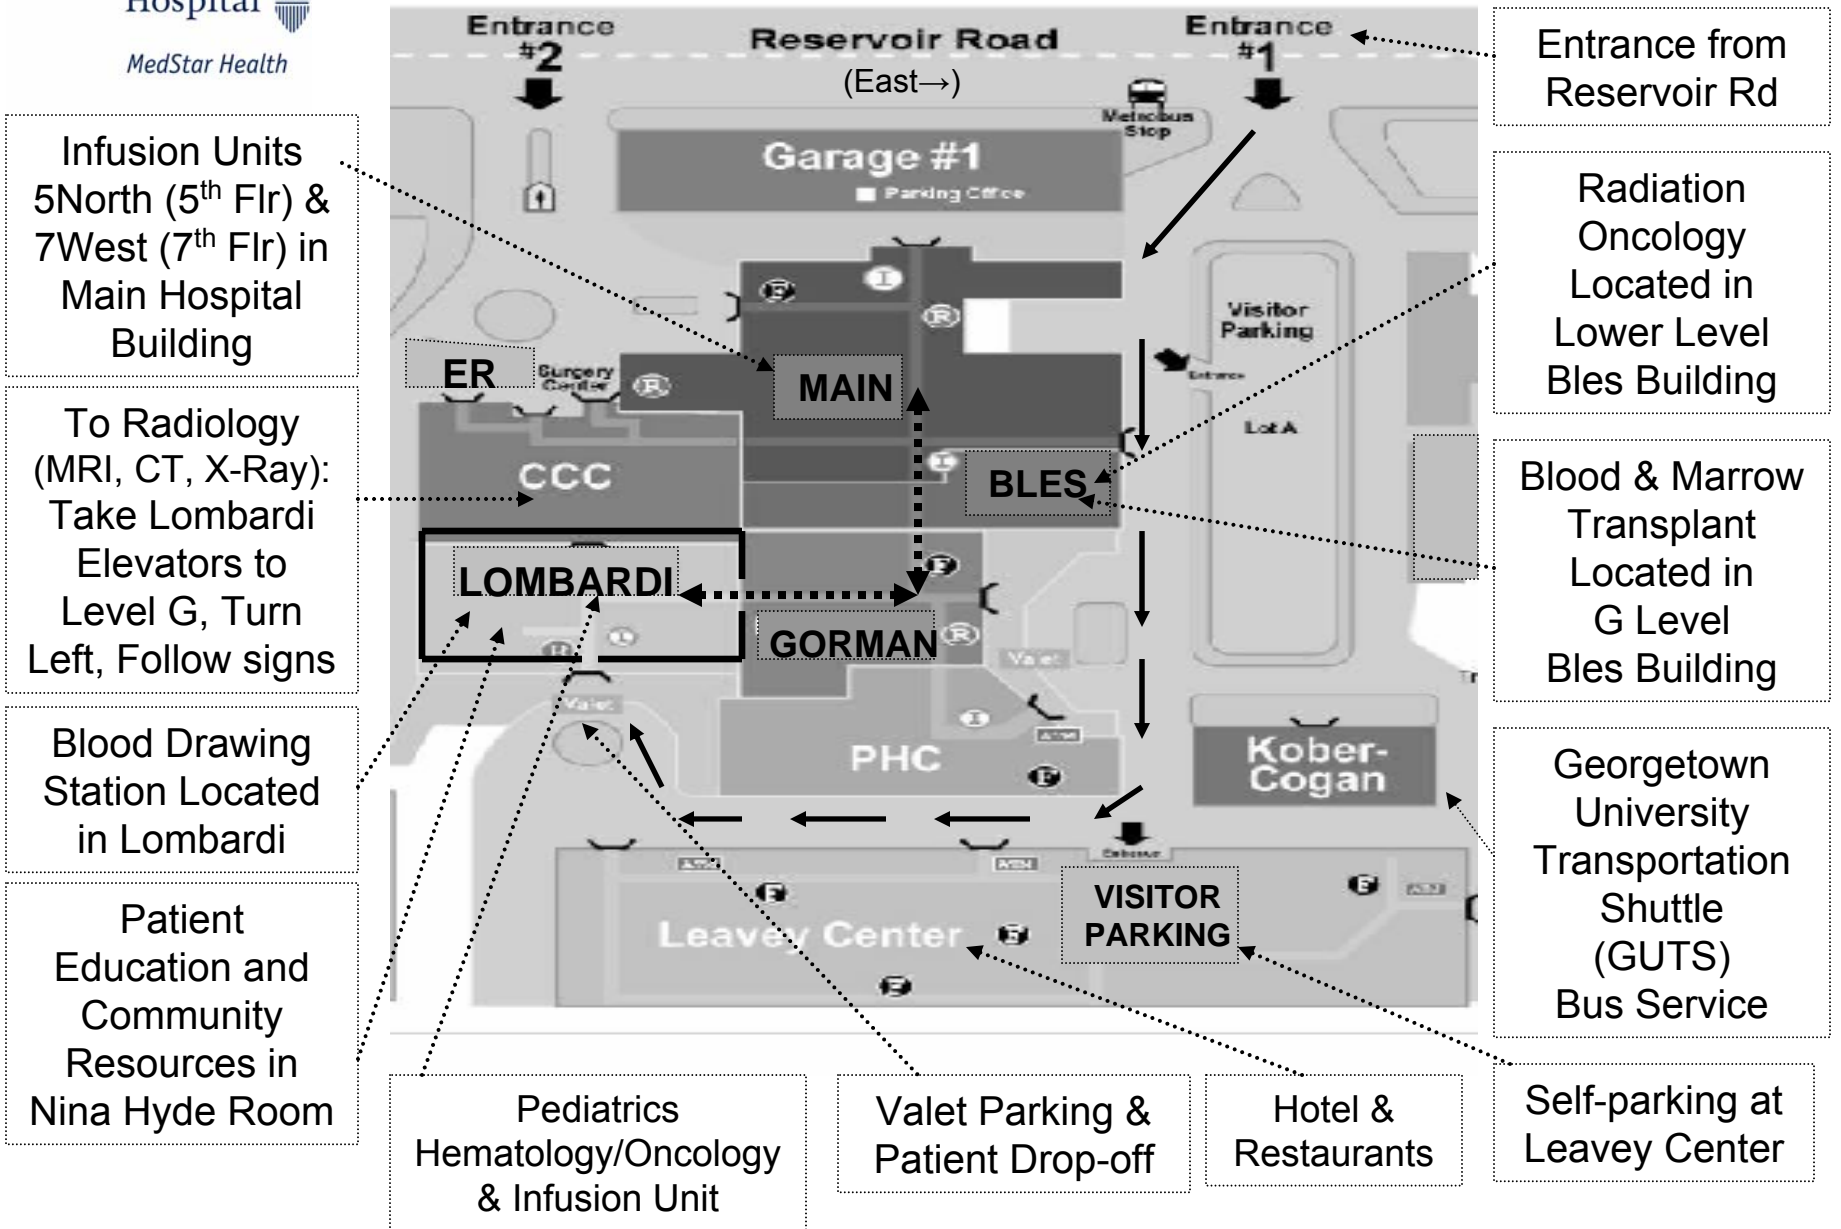 Hospital
MedStar Health
Entrance
#2
Reservoir Road
(East→)
Entrance
#1
Entrance from
Reservoir Rd
Metrobus
Stop
Garage #1
Parking Office
Infusion Units
5North (5th Flr) &
7West (7th Flr) in
Main Hospital
Building
Radiation
Oncology
Located in
Lower Level
Bles Building
Visitor
Parking
Entrance
Lot A
E
I
R
ER
Surgery
Center
R
MAIN
To Radiology
(MRI, CT, X-Ray):
Take Lombardi
Elevators to
Level G, Turn
Left, Follow signs
CCC
I
BLES
Blood & Marrow
Transplant
Located in
G Level
Bles Building
LOMBARDI
E
GORMAN
R
I
Valet
Valet
Blood Drawing
Station Located
in Lombardi
I
PHC
E
Kober-
Cogan
Georgetown
University
Transportation
Shuttle
(GUTS)
Bus Service
Entrance
Patient
Education and
Community
Resources in
Nina Hyde Room
E
E
E
E
Leavey Center
VISITOR
PARKING
Pediatrics
Hematology/Oncology
& Infusion Unit
Valet Parking &
Patient Drop-off
Hotel &
Restaurants
Self-parking at
Leavey Center